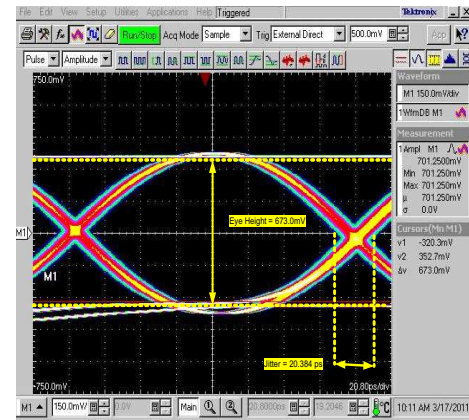 File Edit View Setup Utilities Applications Help Triggered
Tektronix
Run/Stop Acq Mode Sample Trig External Direct 500.0mV App
Pulse Amplitude
750.0mV
Waveform
M1 150.0mV/div
1 WfmDB M1
Measurement
1 Ampl M1
701.2500mV
Min 701.250mV
Max 701.250mV
µ 701.250mV
σ 0.0V
Eye Height = 673.0mV
M1
Cursors(Mn M1)
v1 -320.3mV
v2 352.7mV
Δv 673.0mV
M1
Jitter = 20.384 ps
-750.0mV
20.80ps/div
M1 150.0mV/ 0.0V Main 20.8000ps 19.2046 °C 10:11 AM 3/17/2011